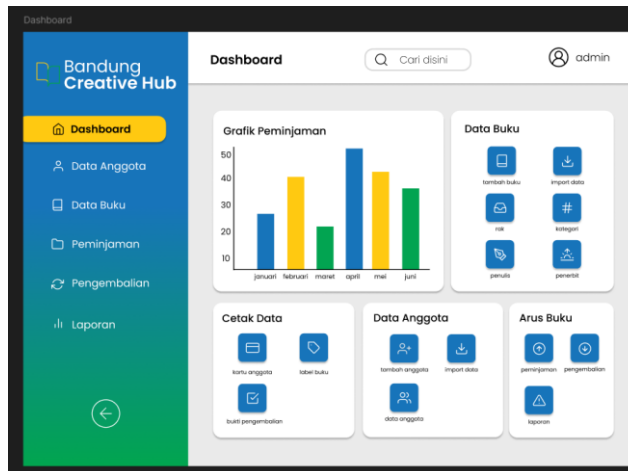 Dashboard
Bandung
Creative Hub
Dashboard
Cari disini
admin
Dashboard
Data Anggota
Data Buku
Peminjaman
Pengembalian
Laporan
Grafik Peminjaman
50
40
30
20
10
januari februari maret april mei juni
Data Buku
tambah buku import data
rak kategori
penulis penerbit
Cetak Data
kartu anggota label buku
bukti pengembalian
Data Anggota
tambah anggota import data
data anggota
Arus Buku
peminjaman pengembalian
laporan